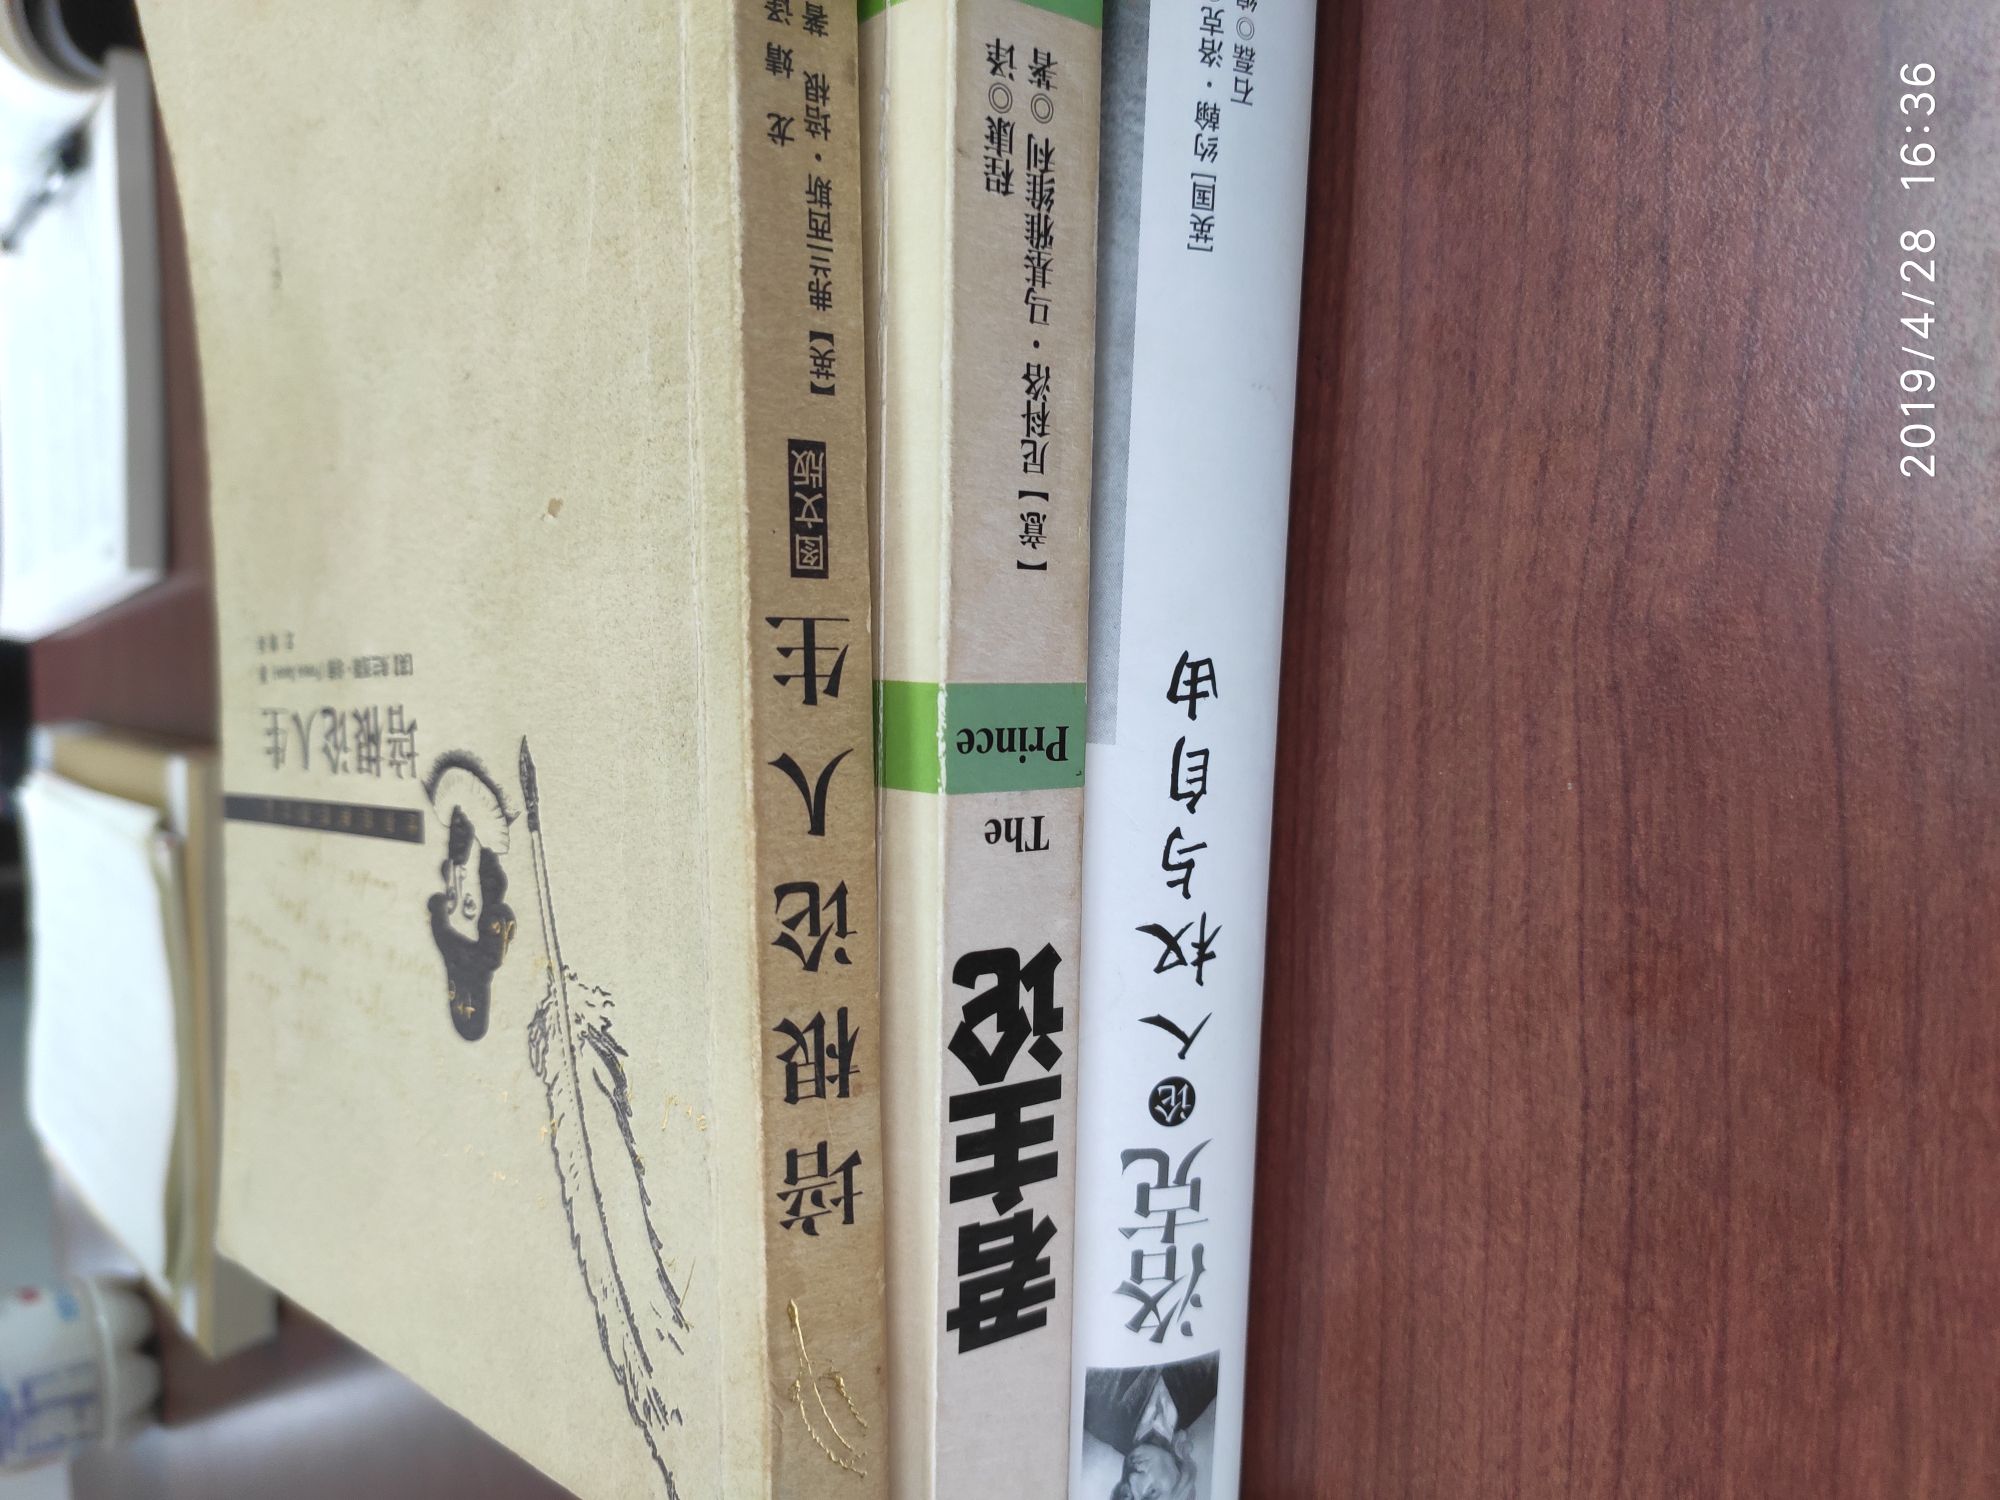 培根论人生
培根论人生 图文版 【英】弗兰西斯·培根 著
龙婧 译
君主论 The Prince 【意】尼科洛·马基雅维利◎著
程康◎译
洛克论人权与自由 [英国]约翰·洛克◎
石磊◎编
2019/4/28 16:36